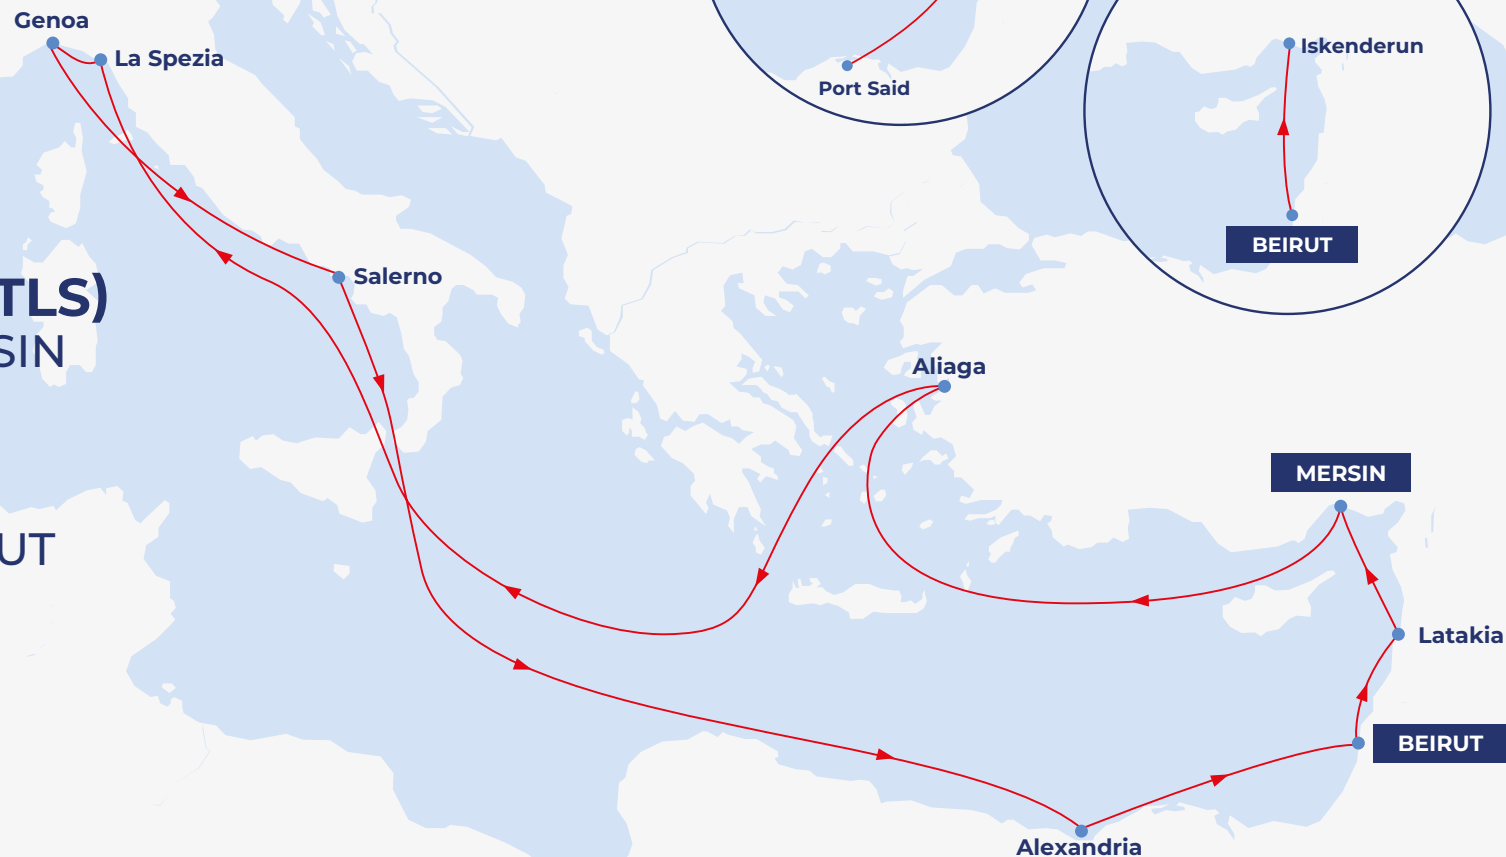 Genoa
La Spezia
Port Said
Iskenderun
BEIRUT
Salerno
TLS)
SIN
Aliaga
MERSIN
UT
Latakia
BEIRUT
Alexandria